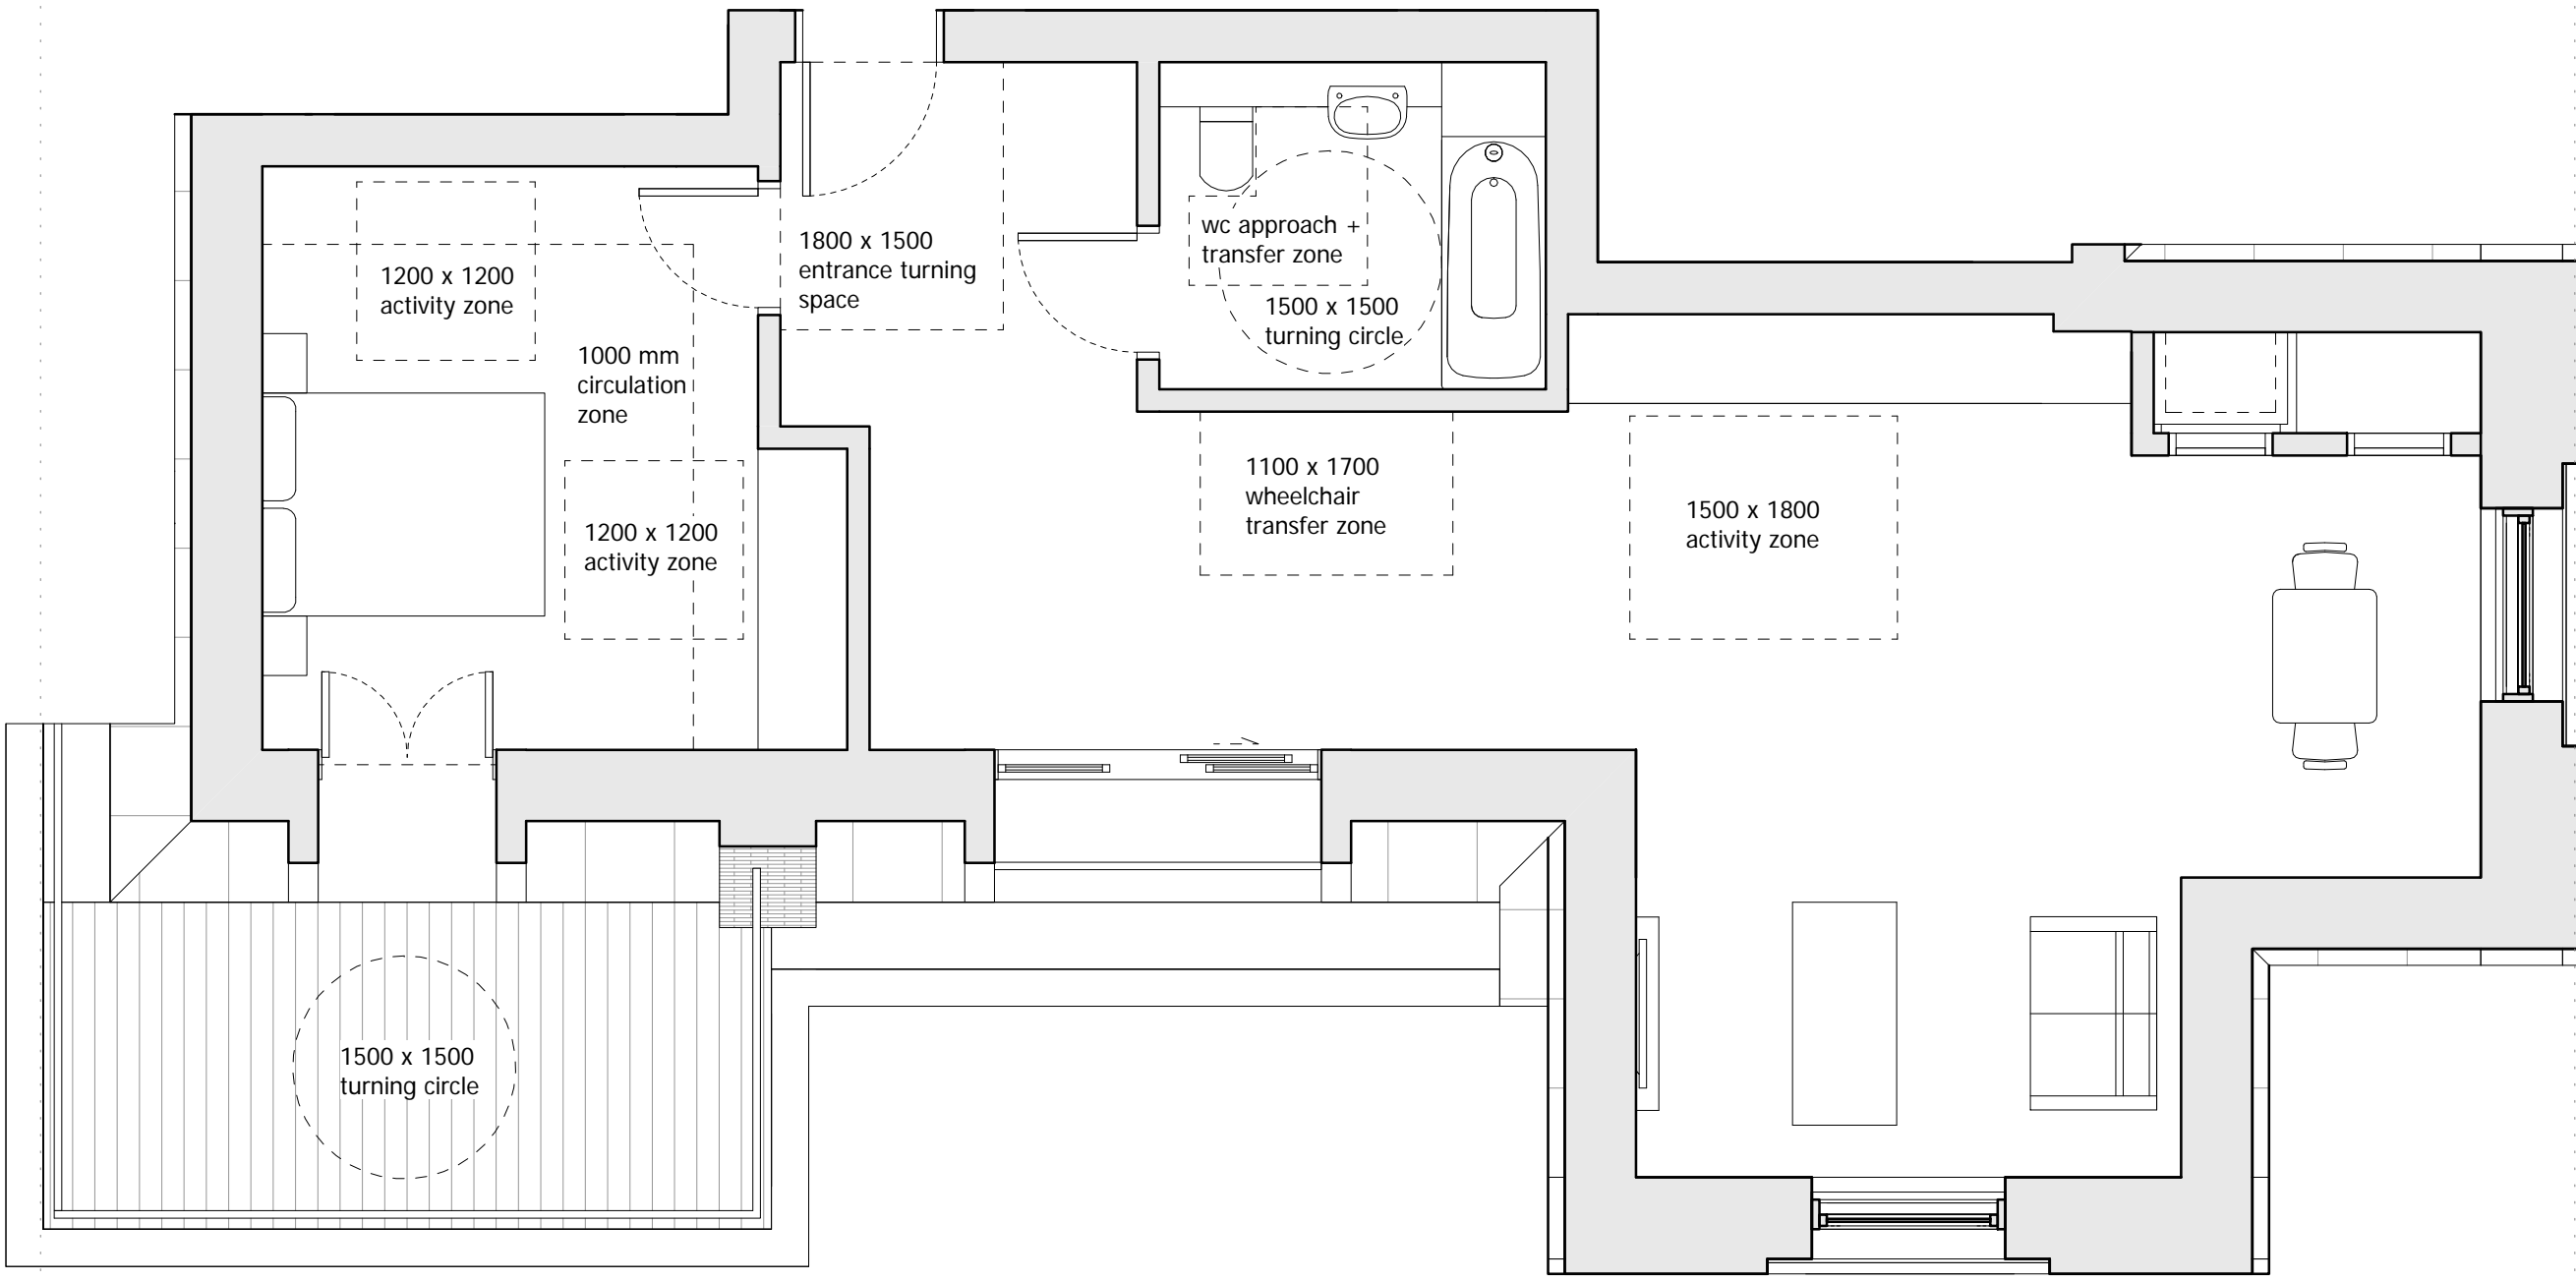 1200 x 1200
activity zone
1000 mm
circulation
zone
1200 x 1200
activity zone
1800 x 1500
entrance turning
space
wc approach +
transfer zone
1500 x 1500
turning circle
1100 x 1700
wheelchair
transfer zone
1500 x 1800
activity zone
1500 x 1500
turning circle